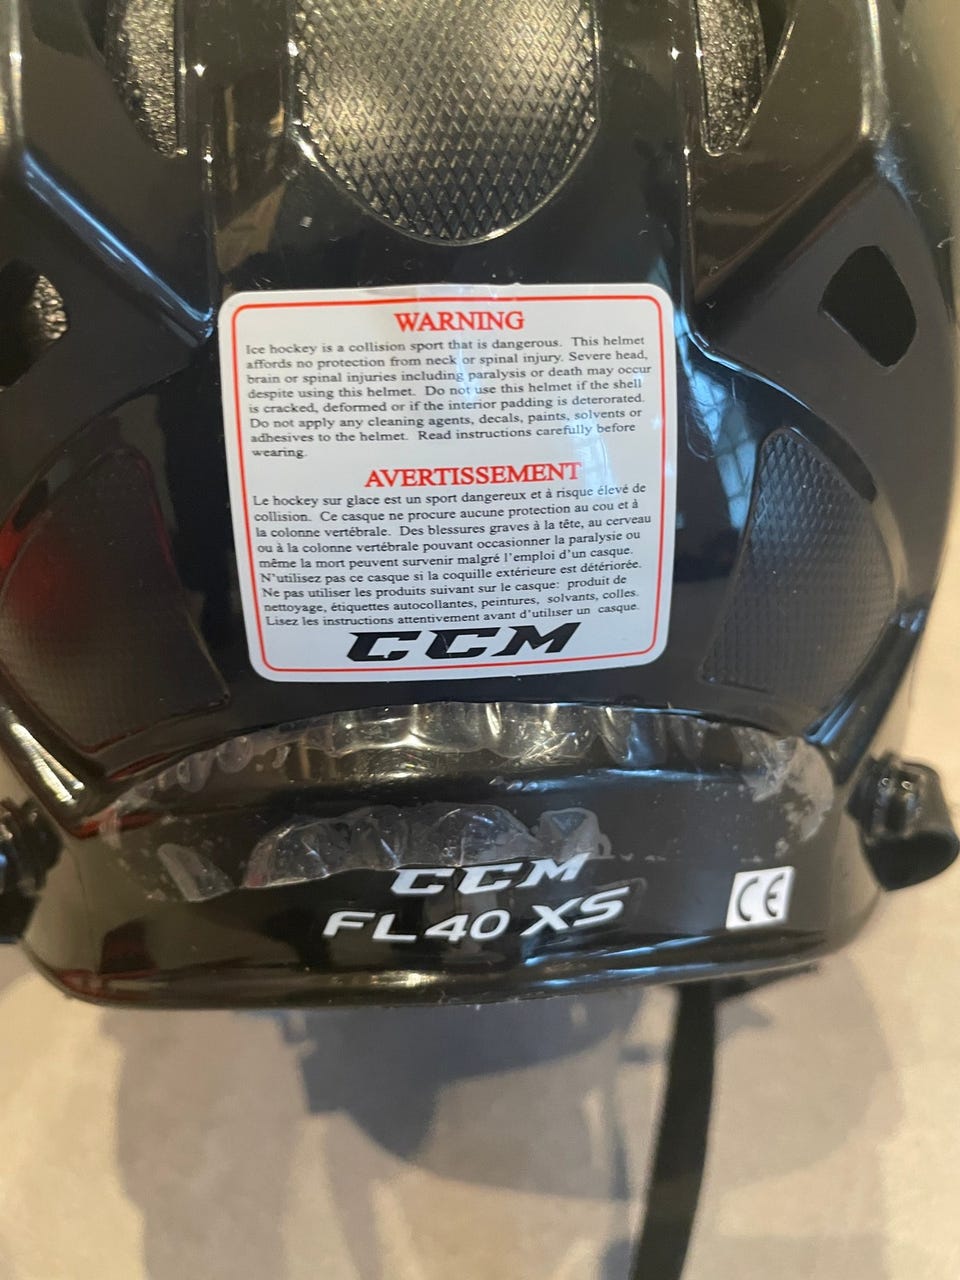 WARNING
Ice hockey is a collision sport that is dangerous. This helmet
affords no protection from neck or spinal injury. Severe head,
brain or spinal injuries including paralysis or death may occur
despite using this helmet. Do not use this helmet if the shell
is cracked, deformed or if the interior padding is deterorated.
Do not apply any cleaning agents, decals, paints, solvents or
adhesives to the helmet. Read instructions carefully before
wearing.
AVERTISSEMENT
Le hockey sur glace est un sport dangereux et à risque élevé de
collision. Ce casque ne procure aucune protection au cou et à
la colonne vertébrale. Des blessures graves à la tête, au cerveau
ou à la colonne vertébrale pouvant occasionner la paralysie ou
même la mort peuvent survenir malgré l'emploi d'un casque.
N'utilisez pas ce casque si la coquille extérieure est détériorée.
Ne pas utiliser les produits suivant sur le casque: produit de
nettoyage, étiquettes autocollantes, peintures, solvants, colles.
Lisez les instructions attentivement avant d'utiliser un casque.
CCM
CCM
FL40 XS
CE